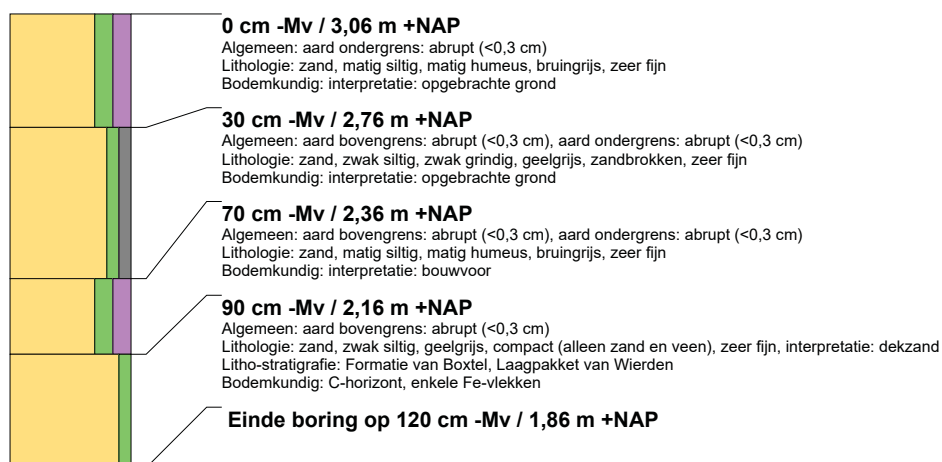 0 cm -Mv / 3,06 m +NAP
Algemeen: aard ondergrens: abrupt (<0,3 cm)
Lithologie: zand, matig siltig, matig humeus, bruingrijs, zeer fijn
Bodemkundig: interpretatie: opgebrachte grond
30 cm -Mv / 2,76 m +NAP
Algemeen: aard bovengrens: abrupt (<0,3 cm), aard ondergrens: abrupt (<0,3 cm)
Lithologie: zand, zwak siltig, zwak grindig, geelgrijs, zandbrokken, zeer fijn
Bodemkundig: interpretatie: opgebrachte grond
70 cm -Mv / 2,36 m +NAP
Algemeen: aard bovengrens: abrupt (<0,3 cm), aard ondergrens: abrupt (<0,3 cm)
Lithologie: zand, matig siltig, matig humeus, bruingrijs, zeer fijn
Bodemkundig: interpretatie: bouwvoor
90 cm -Mv / 2,16 m +NAP
Algemeen: aard bovengrens: abrupt (<0,3 cm)
Lithologie: zand, zwak siltig, geelgrijs, compact (alleen zand en veen), zeer fijn, interpretatie: dekzand
Litho-stratigrafie: Formatie van Boxtel, Laagpakket van Wierden
Bodemkundig: C-horizont, enkele Fe-vlekken
Einde boring op 120 cm -Mv / 1,86 m +NAP